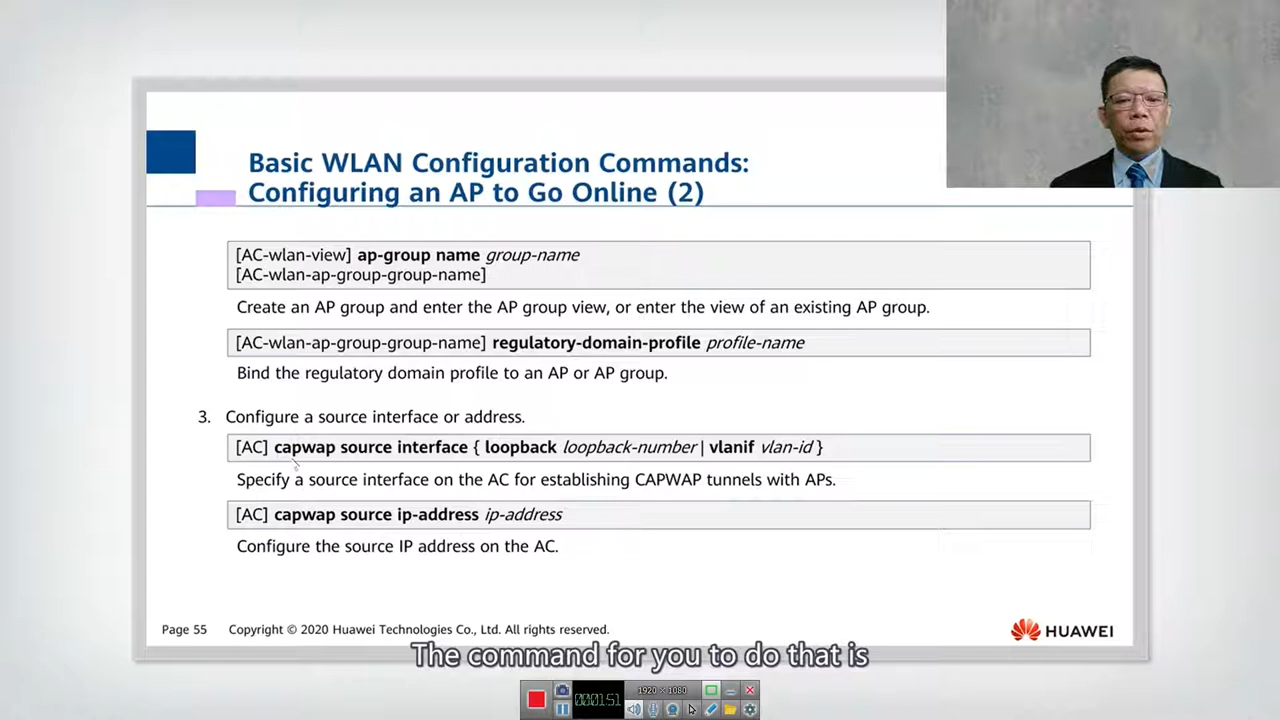 Basic WLAN Configuration Commands:
Configuring an AP to Go Online (2)
[AC-wlan-view] ap-group name group-name
[AC-wlan-ap-group-group-name]
Create an AP group and enter the AP group view, or enter the view of an existing AP group.
[AC-wlan-ap-group-group-name] regulatory-domain-profile profile-name
Bind the regulatory domain profile to an AP or AP group.
3. Configure a source interface or address.
[AC] capwap source interface { loopback loopback-number | vlanif vlan-id }
Specify a source interface on the AC for establishing CAPWAP tunnels with APs.
[AC] capwap source ip-address ip-address
Configure the source IP address on the AC.
Page 55 Copyright © 2020 Huawei Technologies Co., Ltd. All rights reserved.
HUAWEI
The command for you to do that is
1920 × 1080
000:01:51